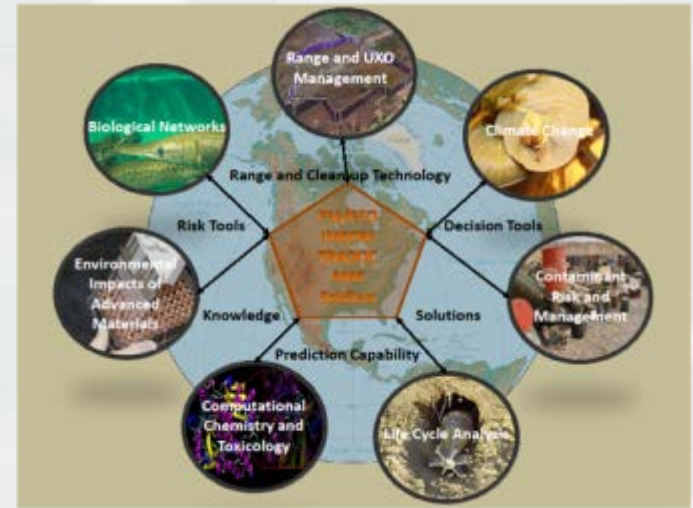 Range and UXO
Management
Biological Networks
Climate Change
Range and Cleanup Technology
Risk Tools
Decision Tools
Environmental
Impacts of
Advanced
Materials
Contaminant
Risk and
Management
Knowledge
Solutions
Prediction Capability
Computational
Chemistry and
Toxicology
Life Cycle Analysis